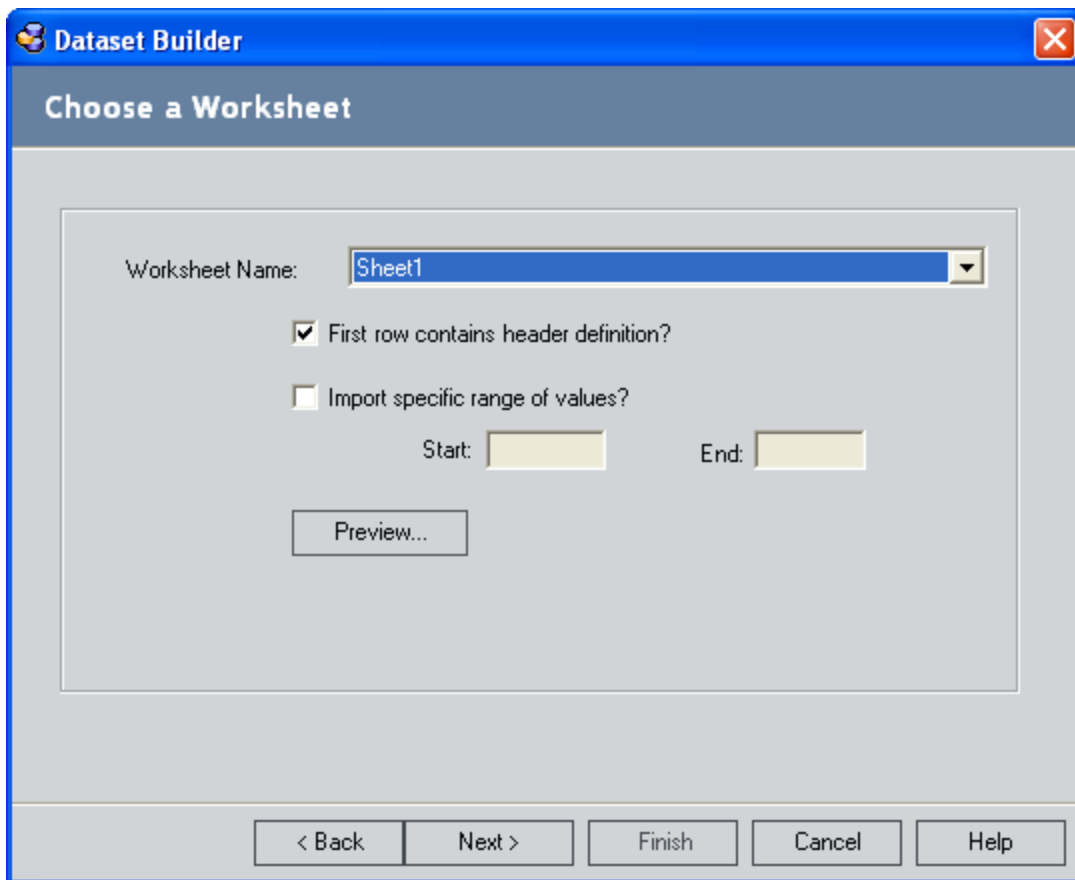 Dataset Builder
Choose a Worksheet
Worksheet Name: Sheet1
First row contains header definition?
Import specific range of values?
Start: End:
Preview...
< Back Next > Finish Cancel Help